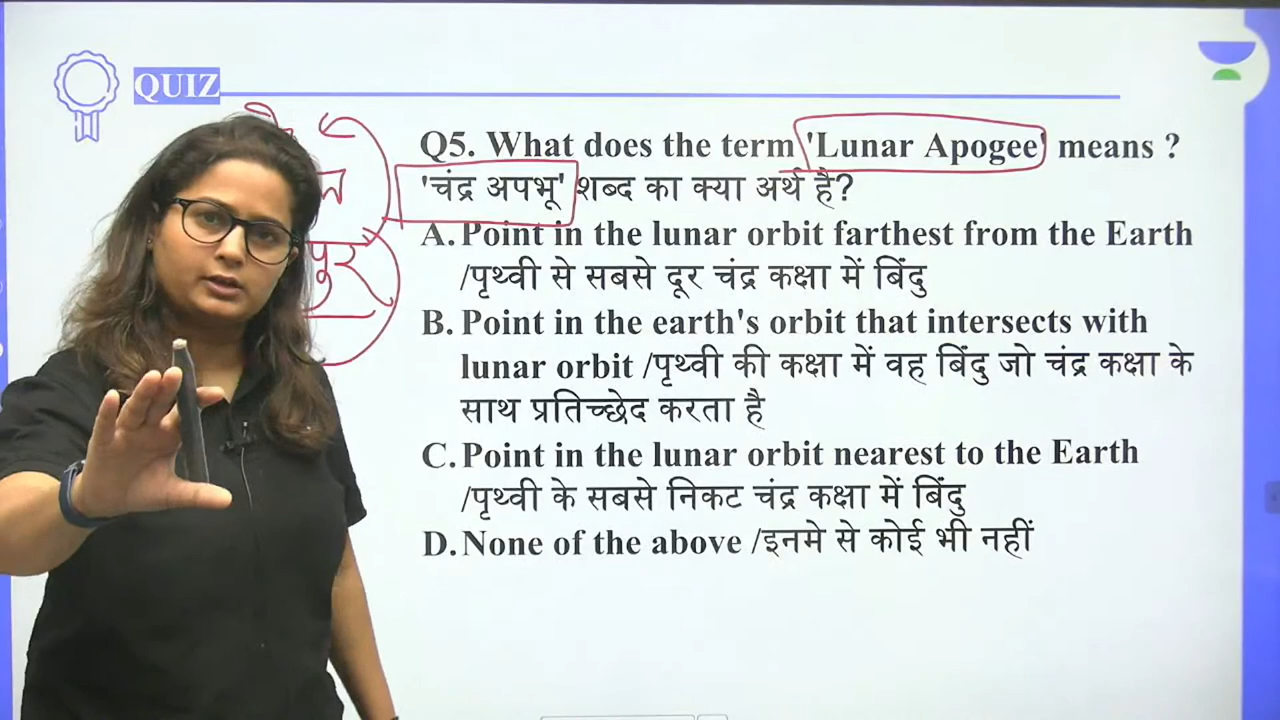 QUIZ
Q5. What does the term 'Lunar Apogee' means ?
'चंद्र अपभू' शब्द का क्या अर्थ है?
A. Point in the lunar orbit farthest from the Earth
/पृथ्वी से सबसे दूर चंद्र कक्षा में बिंदु
B. Point in the earth's orbit that intersects with
lunar orbit /पृथ्वी की कक्षा में वह बिंदु जो चंद्र कक्षा के
साथ प्रतिच्छेद करता है
C. Point in the lunar orbit nearest to the Earth
/पृथ्वी के सबसे निकट चंद्र कक्षा में बिंदु
D. None of the above /इनमे से कोई भी नहीं